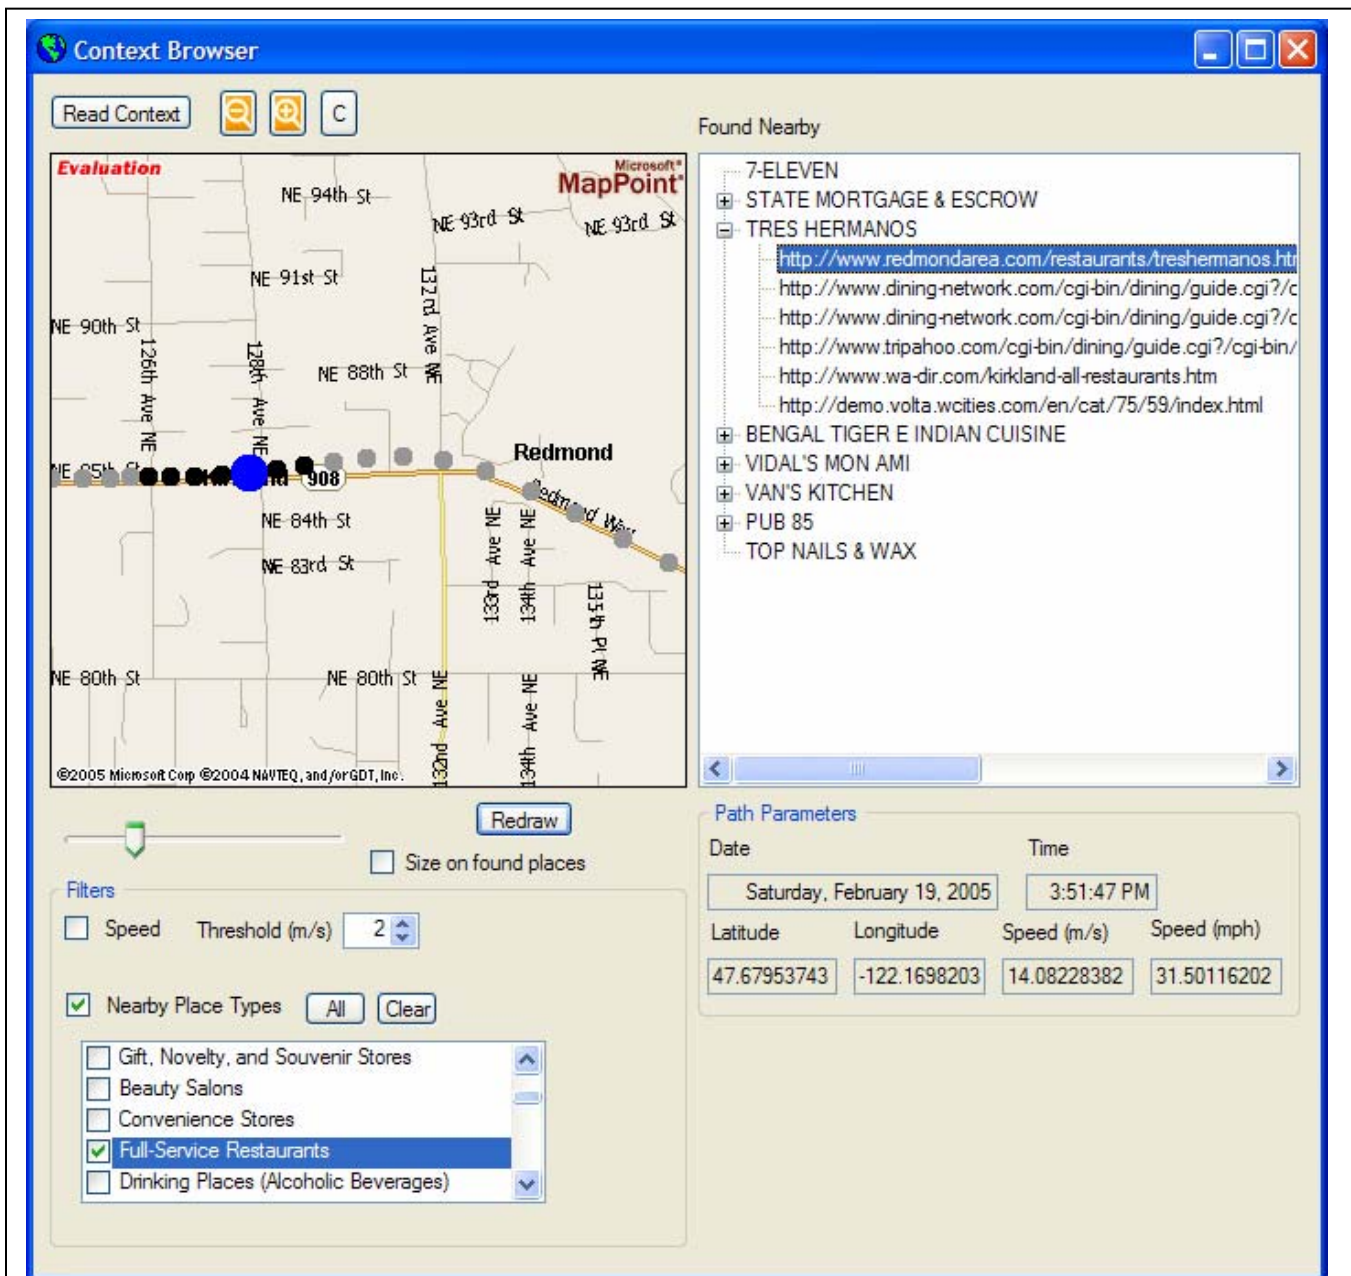 Context Browser
Read Context
C
Found Nearby
Evaluation
Microsoft®
MapPoint®
NE 94th St
NE 93rd St
NE 93rd St
NE 91st St
132nd Ave NE
NE 90th St
126th Ave NE
128th Ave NE
NE 88th St
Redmond
NE 85th St
908
Redmond Way
NE 84th St
NE 83rd St
133rd Ave NE
134th Ave NE
135th Pl NE
NE 80th St
NE 80th St
132nd Ave NE
134th Ave NE
©2005 Microsoft Corp ©2004 NAVTEQ, and/or GDT, Inc.
7-ELEVEN
STATE MORTGAGE & ESCROW
TRES HERMANOS
http://www.redmondarea.com/restaurants/treshermanos.htm
http://www.dining-network.com/cgi-bin/dining/guide.cgi?/c
http://www.dining-network.com/cgi-bin/dining/guide.cgi?/c
http://www.tripahoo.com/cgi-bin/dining/guide.cgi?/cgi-bin/
http://www.wa-dir.com/kirkland-all-restaurants.htm
http://demo.volta.wcities.com/en/cat/75/59/index.html
BENGAL TIGER E INDIAN CUISINE
VIDAL'S MON AMI
VAN'S KITCHEN
PUB 85
TOP NAILS & WAX
Redraw
Size on found places
Filters
Speed Threshold (m/s) 2
Nearby Place Types All Clear
Gift, Novelty, and Souvenir Stores
Beauty Salons
Convenience Stores
Full-Service Restaurants
Drinking Places (Alcoholic Beverages)
Path Parameters
Date Time
Saturday, February 19, 2005 3:51:47 PM
Latitude Longitude Speed (m/s) Speed (mph)
47.67953743 -122.1698203 14.08228382 31.50116202